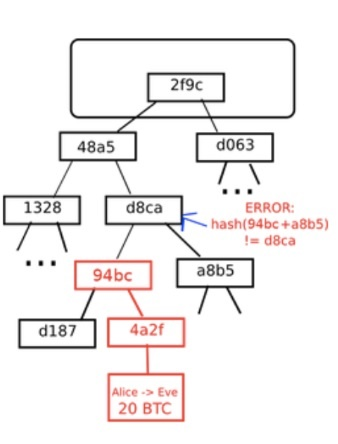 2f9c
48a5
d063
...
1328
d8ca
ERROR:
hash(94bc+a8b5)
!= d8ca
...
94bc
a8b5
d187
4a2f
Alice -> Eve
20 BTC